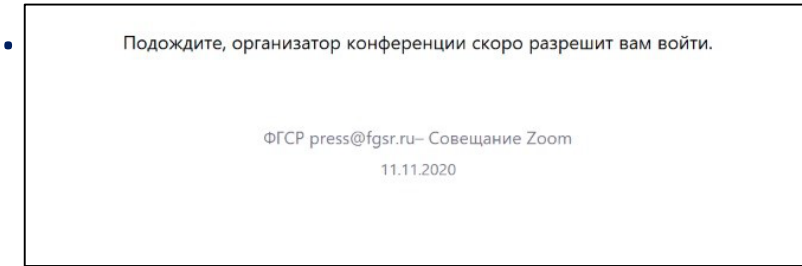 Подождите, организатор конференции скоро разрешит вам войти.
ФГСР press@fgsr.ru– Совещание Zoom
11.11.2020